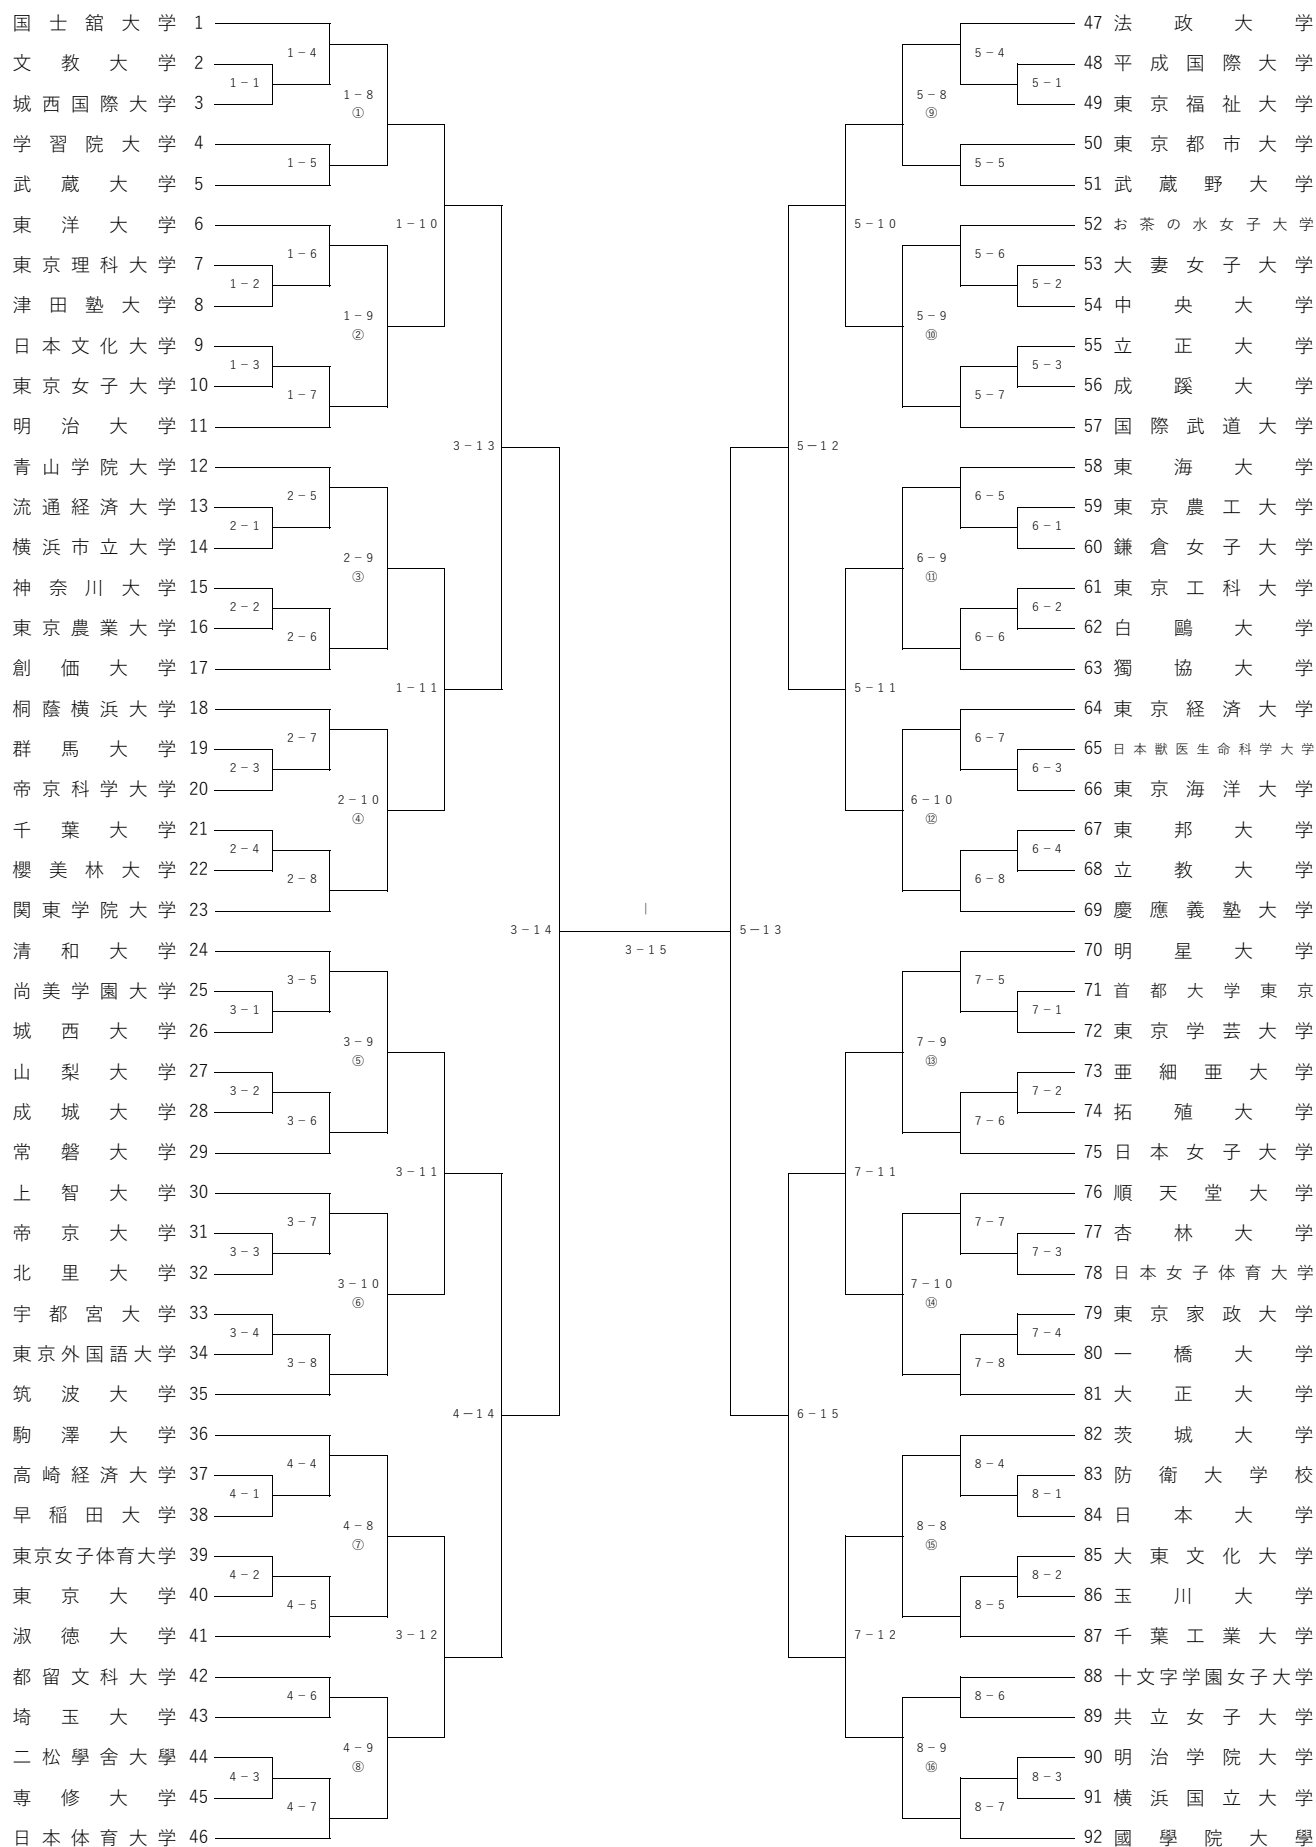 国士舘大学 1
文教大学 2
城西国際大学 3
学習院大学 4
武蔵大学 5
東洋大学 6
東京理科大学 7
津田塾大学 8
日本文化大学 9
東京女子大学 10
明治大学 11
青山学院大学 12
流通経済大学 13
横浜市立大学 14
神奈川大学 15
東京農業大学 16
創価大学 17
桐蔭横浜大学 18
群馬大学 19
帝京科学大学 20
千葉大学 21
櫻美林大学 22
関東学院大学 23
清和大学 24
尚美学園大学 25
城西大学 26
山梨大学 27
成城大学 28
常磐大学 29
上智大学 30
帝京大学 31
北里大学 32
宇都宮大学 33
東京外国語大学 34
筑波大学 35
駒澤大学 36
高崎経済大学 37
早稲田大学 38
東京女子体育大学 39
東京大学 40
淑徳大学 41
都留文科大学 42
埼玉大学 43
二松學舍大學 44
専修大学 45
日本体育大学 46
1－1
1－2
1－3
2－1
2－2
2－3
2－4
3－1
3－2
3－3
3－4
4－1
4－2
4－3
1－4
1－5
1－6
1－7
2－5
2－6
2－7
2－8
3－5
3－6
3－7
3－8
4－4
4－5
4－6
4－7
1－8
①
1－9
②
2－9
③
2－10
④
3－9
⑤
3－10
⑥
4－8
⑦
4－9
⑧
1－10
1－11
3－11
3－12
3－13
4－14
3－14
｜
3－15
5－13
5－12
6－15
5－10
5－11
7－11
7－12
5－8
⑨
5－9
⑩
6－9
⑪
6－10
⑫
7－9
⑬
7－10
⑭
8－8
⑮
8－9
⑯
5－4
5－5
5－6
5－7
6－5
6－6
6－7
6－8
7－5
7－6
7－7
7－8
8－4
8－5
8－6
8－7
5－1
5－2
5－3
6－1
6－2
6－3
6－4
7－1
7－2
7－3
7－4
8－1
8－2
8－3
47 法政大学
48 平成国際大学
49 東京福祉大学
50 東京都市大学
51 武蔵野大学
52 お茶の水女子大学
53 大妻女子大学
54 中央大学
55 立正大学
56 成蹊大学
57 国際武道大学
58 東海大学
59 東京農工大学
60 鎌倉女子大学
61 東京工科大学
62 白鷗大学
63 獨協大学
64 東京経済大学
65 日本獣医生命科学大学
66 東京海洋大学
67 東邦大学
68 立教大学
69 慶應義塾大学
70 明星大学
71 首都大学東京
72 東京学芸大学
73 亜細亜大学
74 拓殖大学
75 日本女子大学
76 順天堂大学
77 杏林大学
78 日本女子体育大学
79 東京家政大学
80 一橋大学
81 大正大学
82 茨城大学
83 防衛大学校
84 日本大学
85 大東文化大学
86 玉川大学
87 千葉工業大学
88 十文字学園女子大学
89 共立女子大学
90 明治学院大学
91 横浜国立大学
92 國學院大學